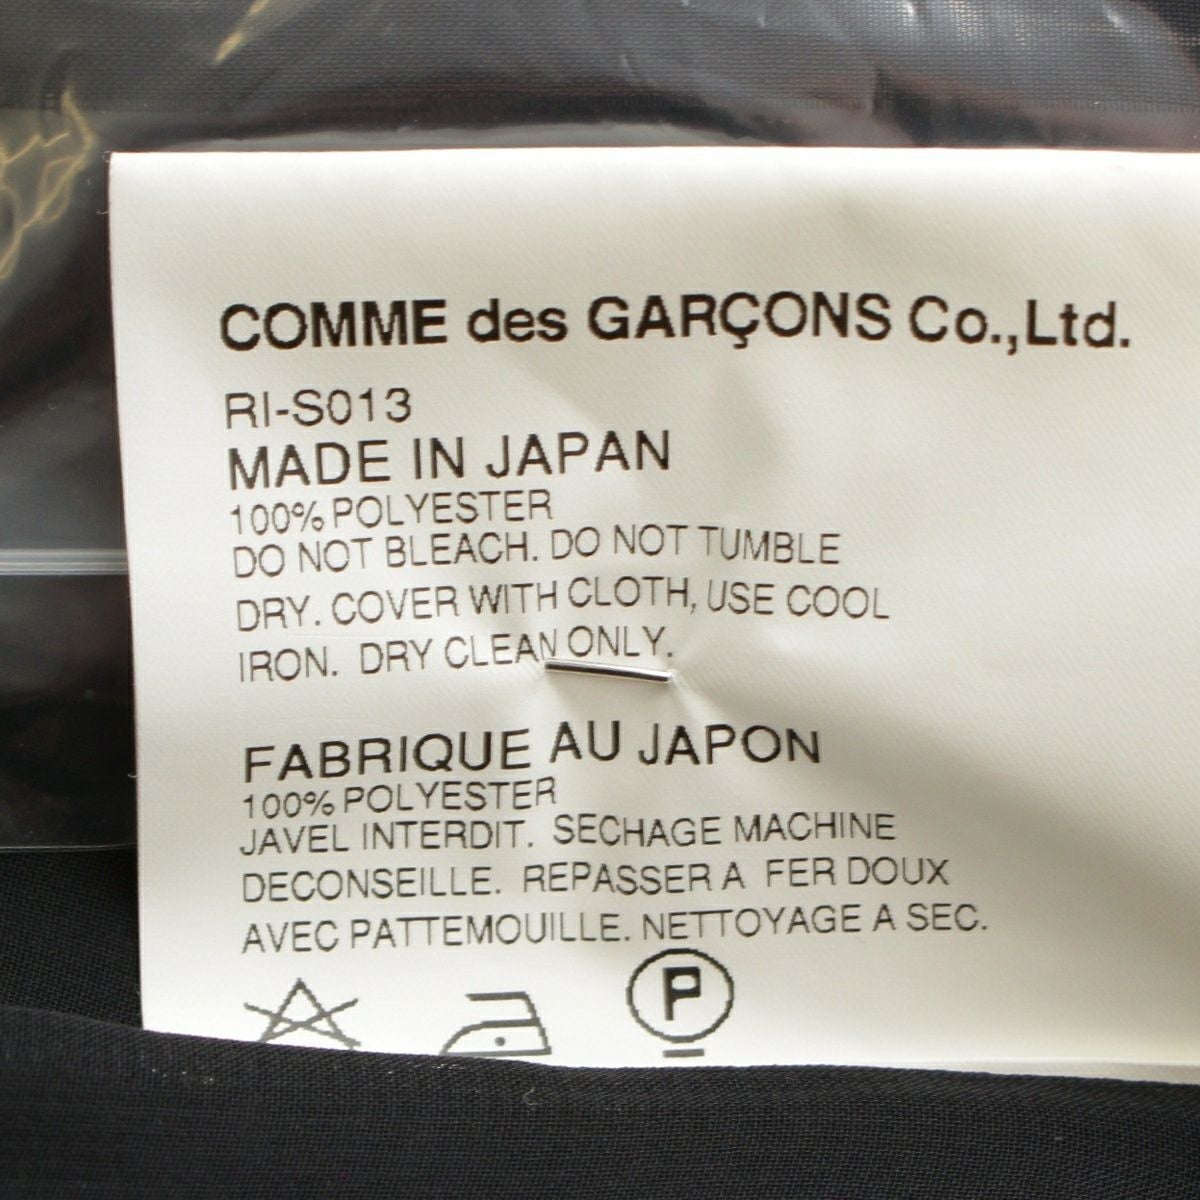 COMME des GARÇONS Co.,Ltd.
RI-S013
MADE IN JAPAN
100% POLYESTER
DO NOT BLEACH. DO NOT TUMBLE
DRY. COVER WITH CLOTH, USE COOL
IRON. DRY CLEAN ONLY.
FABRIQUE AU JAPON
100% POLYESTER
JAVEL INTERDIT. SECHAGE MACHINE
DECONSEILLE. REPASSER A FER DOUX
AVEC PATTEMOUILLE. NETTOYAGE A SEC.
P